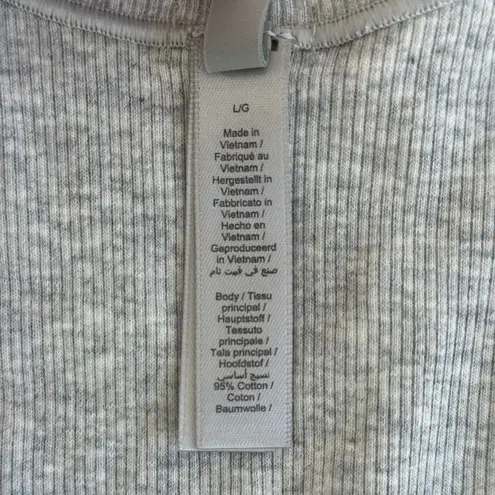 L/G
Made in
Vietnam /
Fabriqué au
Vietnam /
Hergestellt in
Vietnam /
Fabbricato in
Vietnam /
Hecho en
Vietnam /
Geproduceerd
in Vietnam /
صنع في فييت نام
Body / Tissu
principal /
Hauptstoff /
Tessuto
principale /
Tela principal /
Hoofdstof /
نسيج أساسي
95% Cotton /
Coton /
Baumwolle /